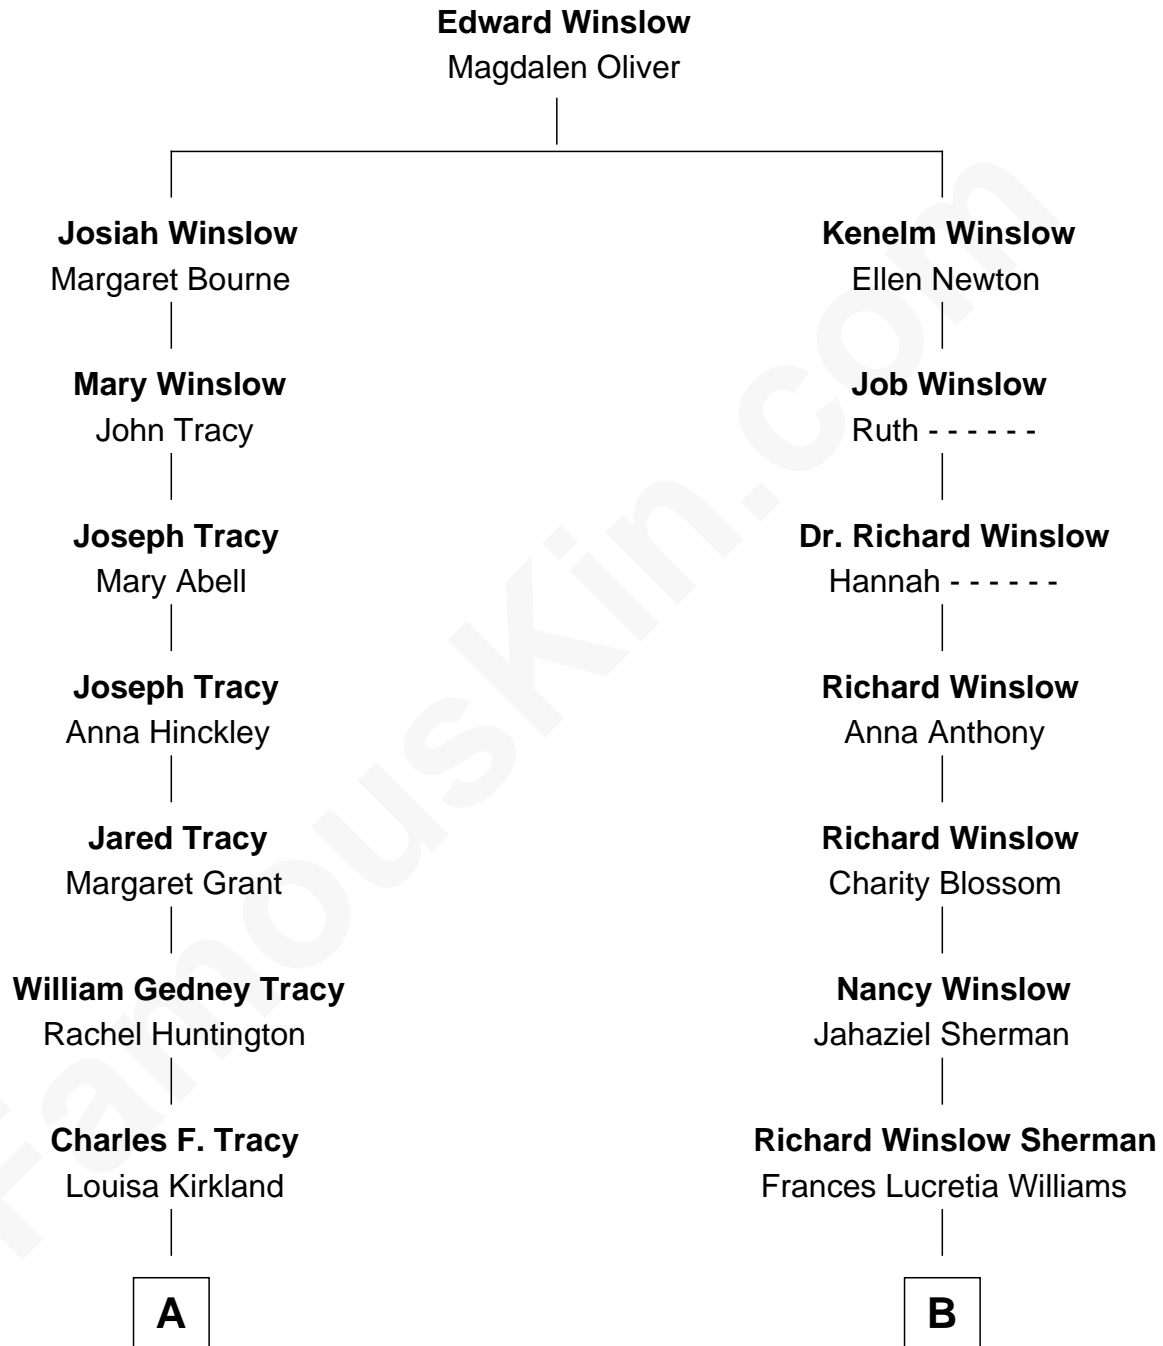 Edward Winslow
Magdalen Oliver
Josiah Winslow
Margaret Bourne
Mary Winslow
John Tracy
Joseph Tracy
Mary Abell
Joseph Tracy
Anna Hinckley
Jared Tracy
Margaret Grant
William Gedney Tracy
Rachel Huntington
Charles F. Tracy
Louisa Kirkland
A
Kenelm Winslow
Ellen Newton
Job Winslow
Ruth - - - - - -
Dr. Richard Winslow
Hannah - - - - - -
Richard Winslow
Anna Anthony
Richard Winslow
Charity Blossom
Nancy Winslow
Jahaziel Sherman
Richard Winslow Sherman
Frances Lucretia Williams
B
FamousKin.com